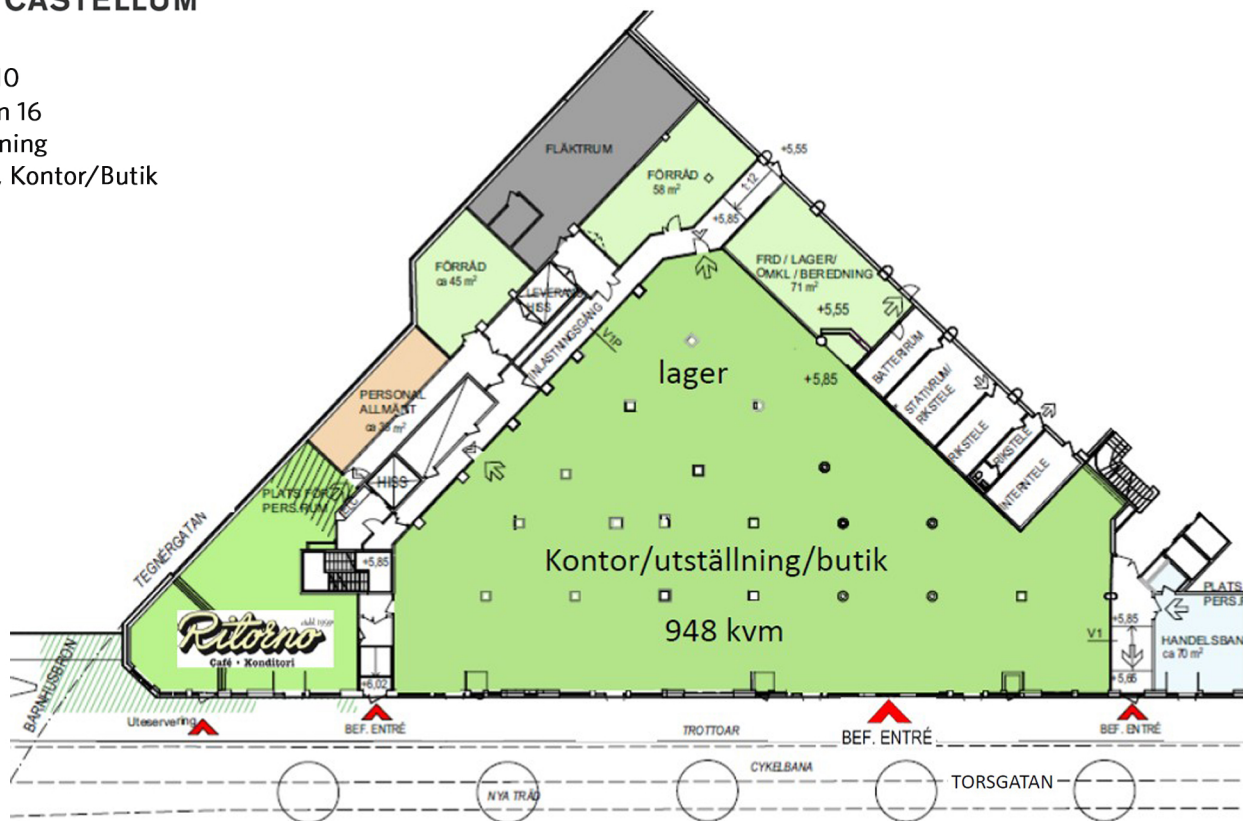 CASTELLUM
10
n 16
ning
. Kontor/Butik
FLÄKTRUM
FÖRRÅD
58 m²
+5,55
1:12
+5,85
FÖRRÅD
ca 45 m²
FRD / LAGER/
OMKL / BEREDNING
71 m²
+5,55
LEVERANS
HISS
INLASTNINGSGÅNG
V1P
lager
+5,85
BATTERIRUM
STATIVRUM/
RIKSTELE
RIKSTELE
RIKSTELE
INTERNTELE
PERSONAL
ALLMÄNT
HISS
ELC
PLATS FÖR
PERS.RUM
TEGNÉRGATAN
+5,85
Kontor/utställning/butik
948 kvm
Ritorno
Café • Konditori
+6,02
PLATS
PERS.R
+5,85
V1
HANDELSBAN
ca 70 m²
+5,65
BARNHUSBRON
Uteservering
BEF. ENTRÉ
TROTTOAR
BEF. ENTRÉ
BEF. ENTRÉ
CYKELBANA
TORSGATAN
NYA TRÄD